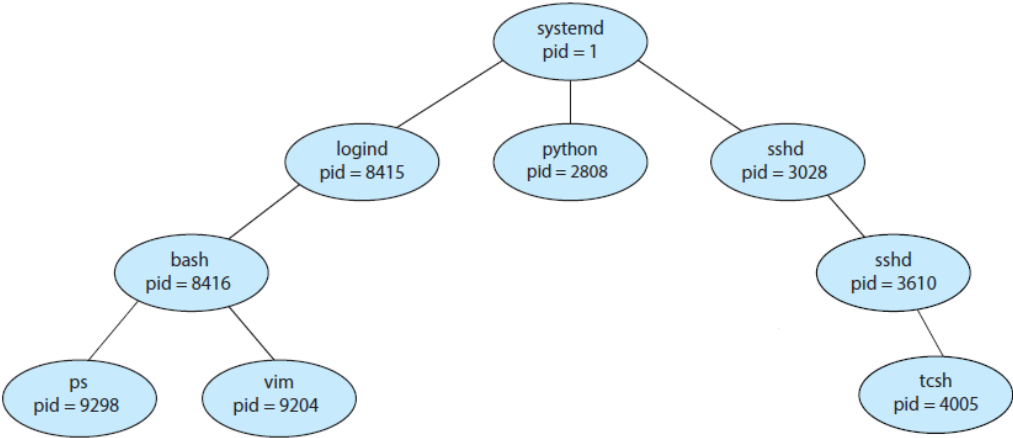 systemd
pid = 1
logind
pid = 8415
python
pid = 2808
sshd
pid = 3028
bash
pid = 8416
sshd
pid = 3610
ps
pid = 9298
vim
pid = 9204
tcsh
pid = 4005